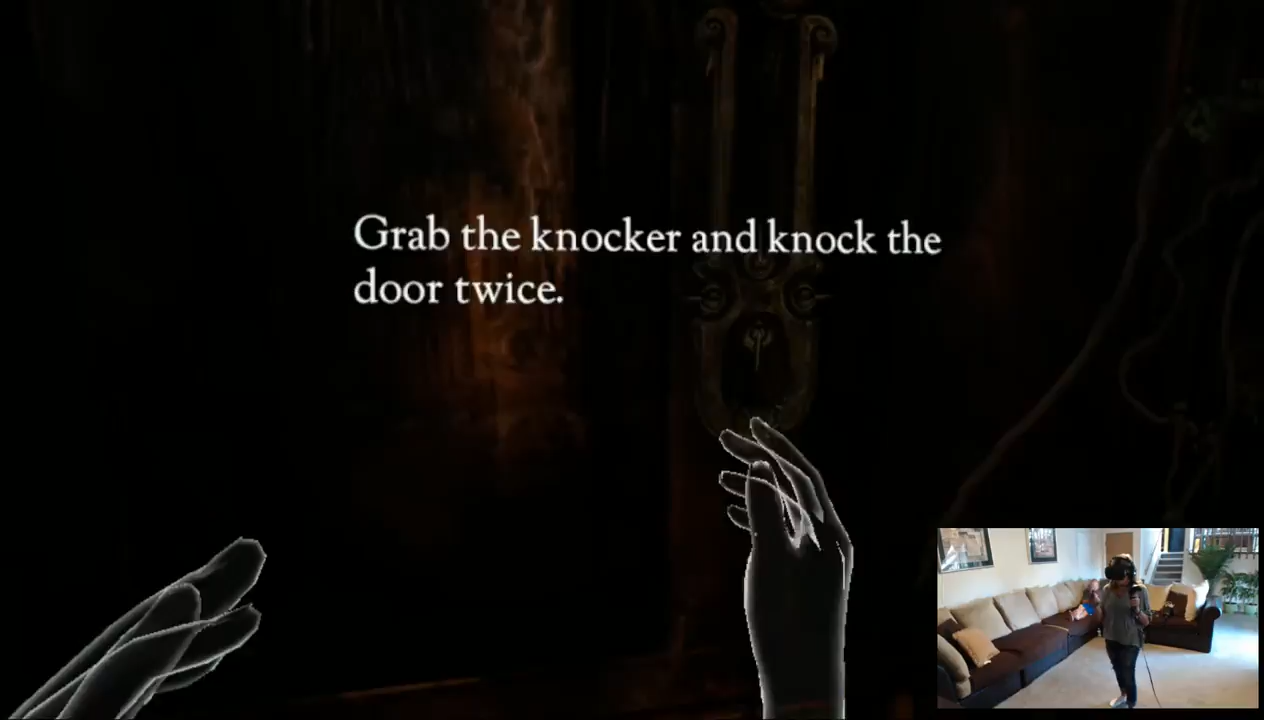 Grab the knocker and knock the
door twice.